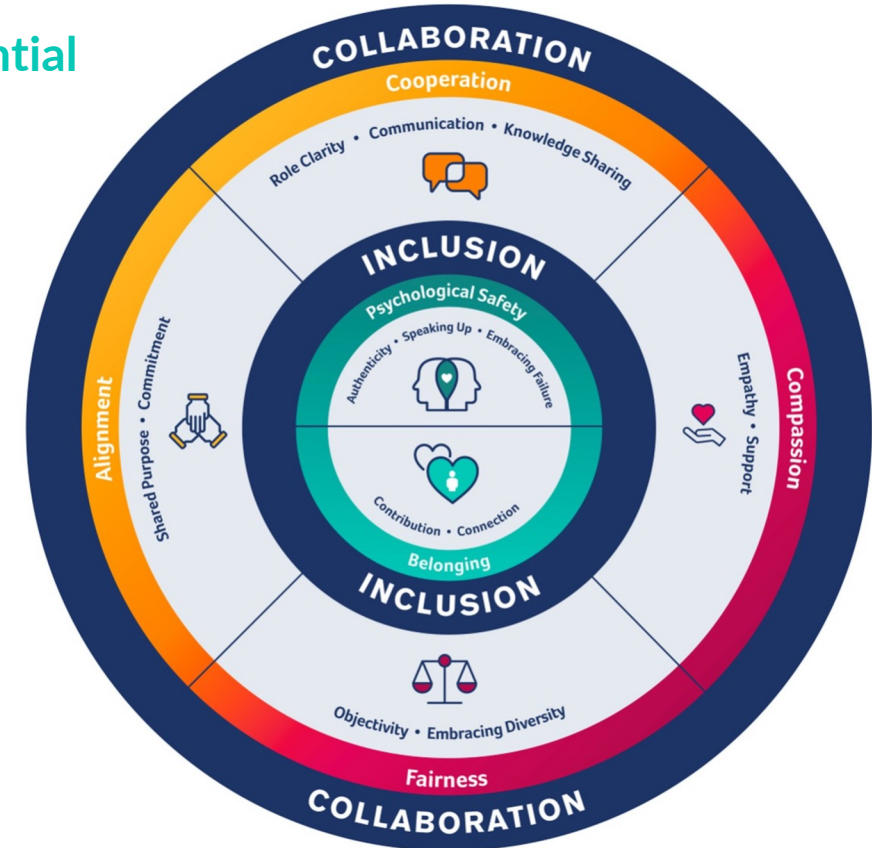 ntial
COLLABORATION
Cooperation
Role Clarity • Communication • Knowledge Sharing
INCLUSION
Psychological Safety
Authenticity • Speaking Up • Embracing Failure
Alignment
Shared Purpose • Commitment
Empathy • Support
Compassion
Contribution • Connection
Belonging
INCLUSION
Objectivity • Embracing Diversity
Fairness
COLLABORATION